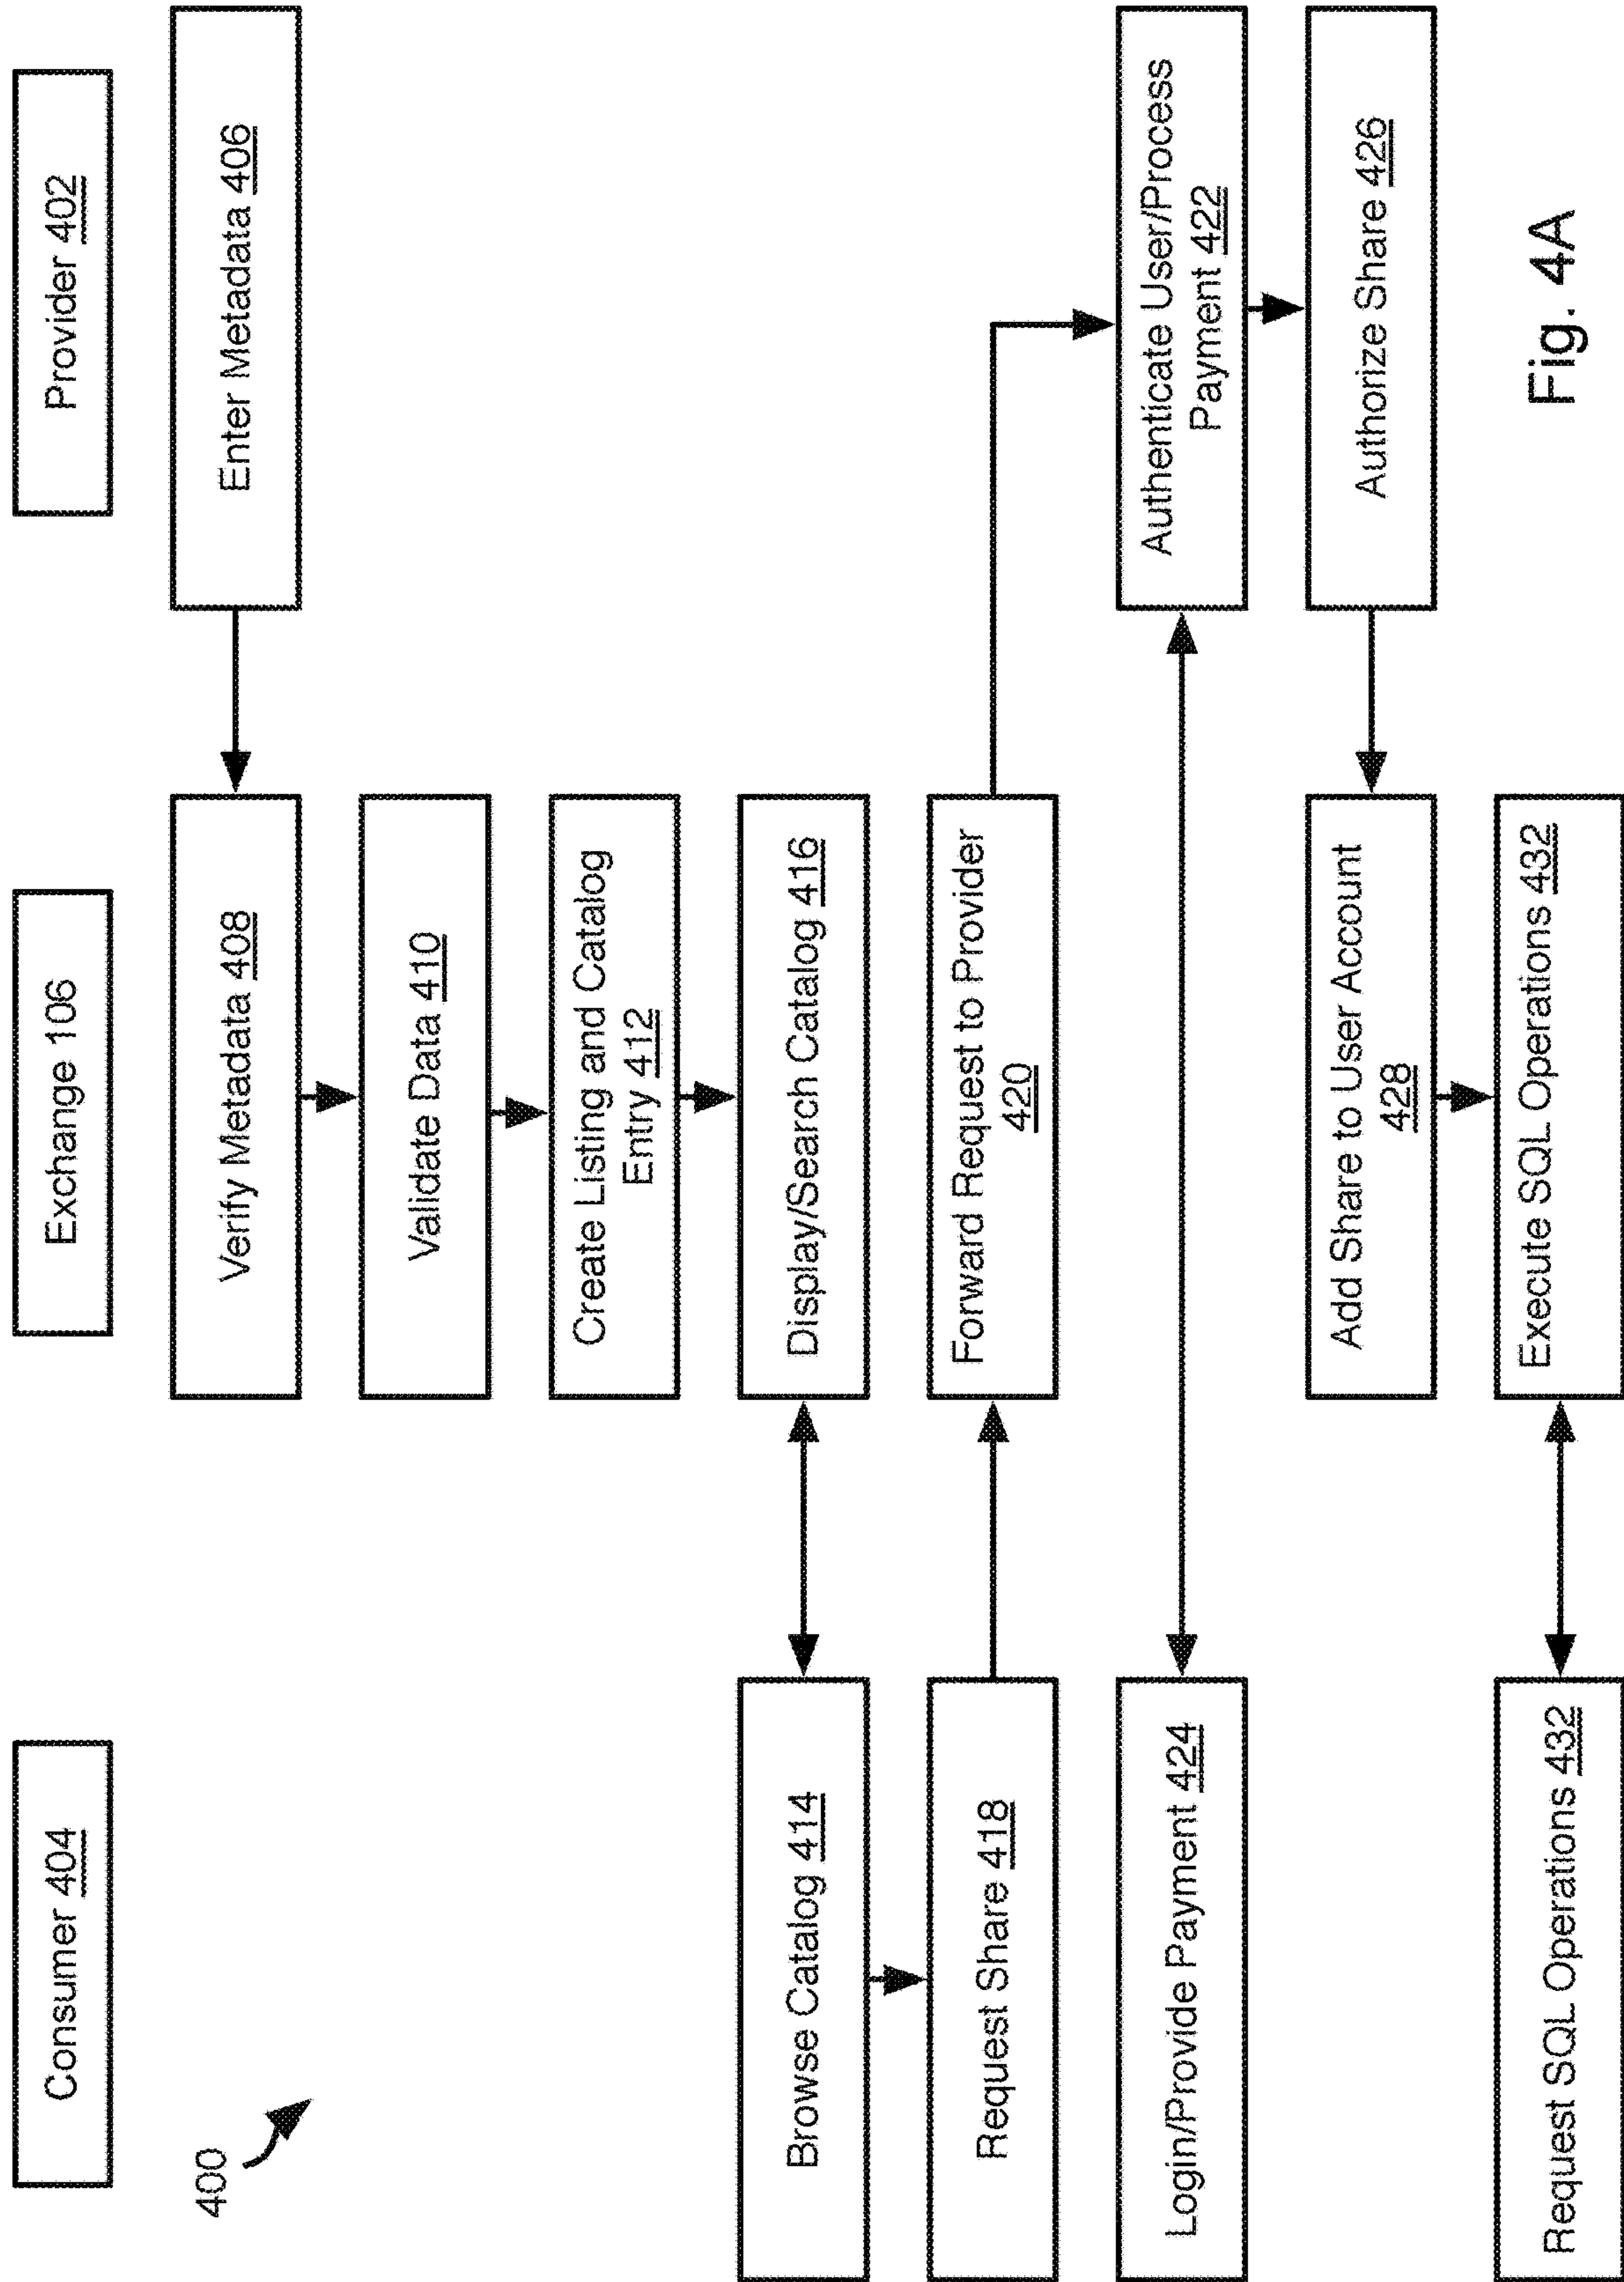 Consumer 404
Exchange 106
Provider 402
400
Enter Metadata 406
Verify Metadata 408
Validate Data 410
Create Listing and Catalog
Entry 412
Browse Catalog 414
Display/Search Catalog 416
Request Share 418
Forward Request to Provider
420
Login/Provide Payment 424
Authenticate User/Process
Payment 422
Add Share to User Account
428
Authorize Share 426
Request SQL Operations 432
Execute SQL Operations 432
Fig. 4A